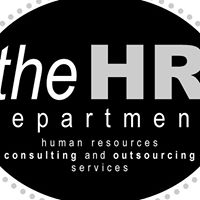 the HR
epartmen
human resources
consulting and outsourcing
services